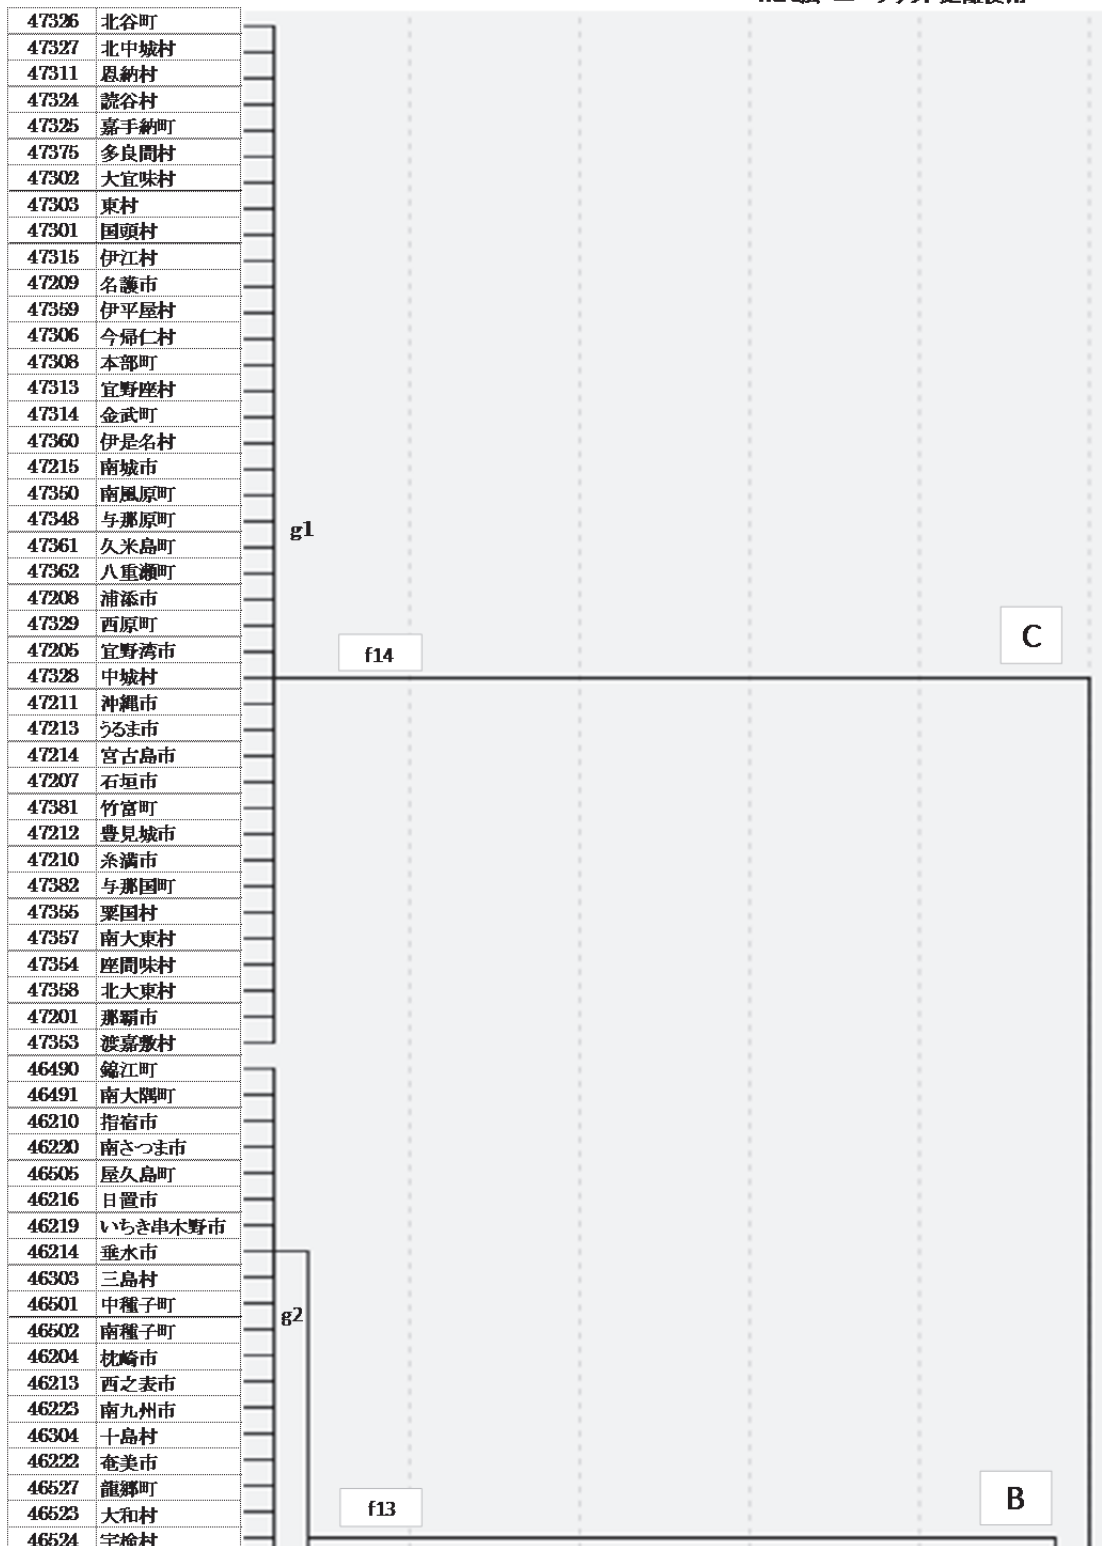 47326 北谷町
47327 北中城村
47311 恩納村
47324 読谷村
47325 嘉手納町
47375 多良間村
47302 大宜味村
47303 東村
47301 国頭村
47315 伊江村
47209 名護市
47359 伊平屋村
47306 今帰仁村
47308 本部町
47313 宜野座村
47314 金武町
47360 伊是名村
47215 南城市
47350 南風原町
47348 与那原町
g1
47361 久米島町
47362 八重瀬町
47208 浦添市
47329 西原町
C
47205 宜野湾市
f14
47328 中城村
47211 沖縄市
47213 うるま市
47214 宮古島市
47207 石垣市
47381 竹富町
47212 豊見城市
47210 糸満市
47382 与那国町
47355 粟国村
47357 南大東村
47354 座間味村
47358 北大東村
47201 那覇市
47353 渡嘉敷村
46490 錦江町
46491 南大隅町
46210 指宿市
46220 南さつま市
46505 屋久島町
46216 日置市
46219 いちき串木野市
46214 垂水市
46303 三島村
46501 中種子町
g2
46502 南種子町
46204 枕崎市
46213 西之表市
46223 南九州市
46304 十島村
46222 奄美市
46527 龍郷町
B
46523 大和村
f13
46524 宇検村